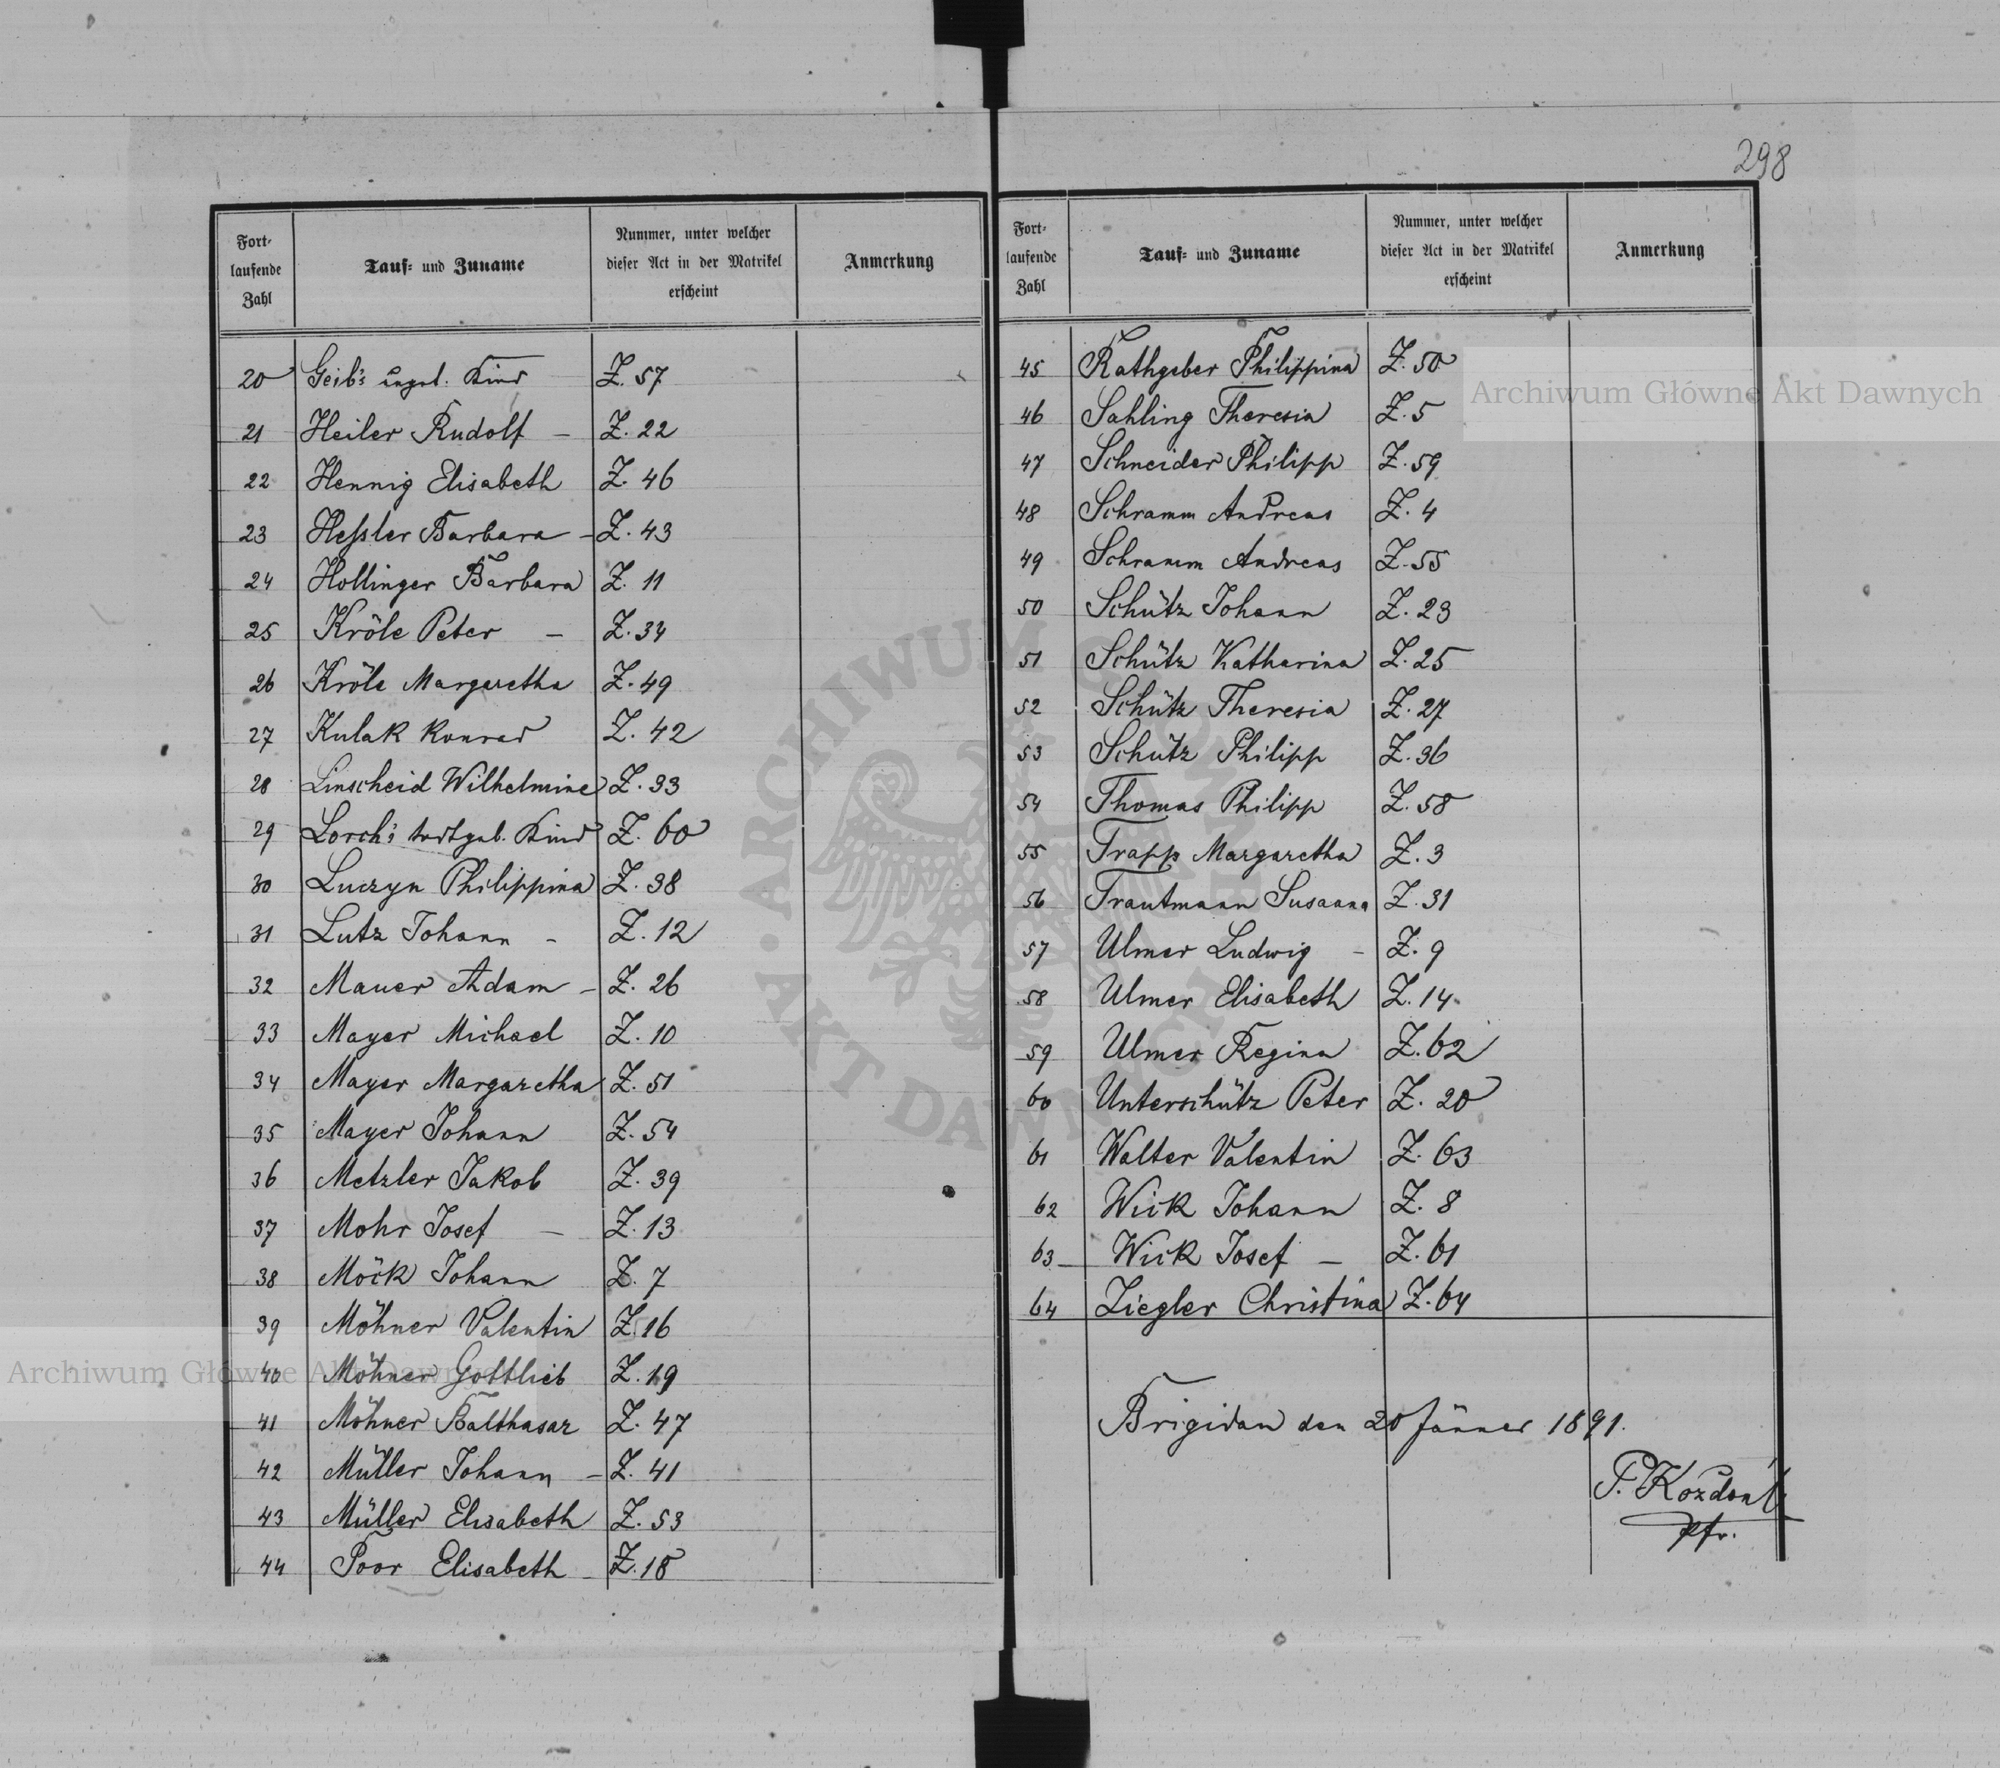 298
Fort-
laufende
Zahl
Tauf- und Zuname
Nummer, unter welcher
dieser Act in der Matrikel
erscheint
Anmerkung
20 Geib's ungt. Kind Z. 57
21 Heiler Rudolf – Z. 22
22 Hennig Elisabeth Z. 46
23 Heſsler Barbara – Z. 43
24 Hollinger Barbara Z. 11
25 Kröle Peter – Z. 34
26 Kröle Margaretha Z. 49
27 Kulak Konrad Z. 42
28 Linscheid Wilhelmine Z. 33
29 Lorch's todtgeb. Kind Z. 60
30 Luczyn Philippina Z. 38
31 Lutz Johann – Z. 12
32 Mauer Adam – Z. 26
33 Mayer Michael Z. 10
34 Mayer Margaretha Z. 51
35 Mayer Johann Z. 54
36 Metzler Jakob Z. 39
37 Mohr Josef – Z. 13
38 Möck Johann Z. 7
39 Möhner Valentin Z. 16
40 Möhner Gottlieb Z. 19
41 Möhner Balthasar Z. 47
42 Müller Johann – Z. 41
43 Müller Elisabeth Z. 53
44 Poor Elisabeth – Z. 18
Fort-
laufende
Zahl
Tauf- und Zuname
Nummer, unter welcher
dieser Act in der Matrikel
erscheint
Anmerkung
45 Rathgeber Philippina Z. 50
46 Sahling Theresia Z. 5
47 Schneider Philipp Z. 59
48 Schramm Andreas Z. 4
49 Schramm Andreas Z. 55
50 Schütz Johann Z. 23
51 Schütz Katharina Z. 25
52 Schütz Theresia Z. 27
53 Schütz Philipp Z. 36
54 Thomas Philipp Z. 58
55 Trapp Margaretha Z. 3
56 Trautmann Susanna Z. 31
57 Ulmer Ludwig – Z. 9
58 Ulmer Elisabeth Z. 14
59 Ulmer Regina Z. 62
60 Unterschütz Peter Z. 20
61 Walter Valentin Z. 63
62 Wick Johann Z. 8
63 Wick Josef – Z. 61
64 Ziegler Christina Z. 64
Brigidau den 20 Jänner 1891.
P. Kozdon
Pfr.
Archiwum Główne Akt Dawnych
Archiwum Główne Akt Dawnych
ARCHIWUM GŁÓWNE AKT DAWNYCH